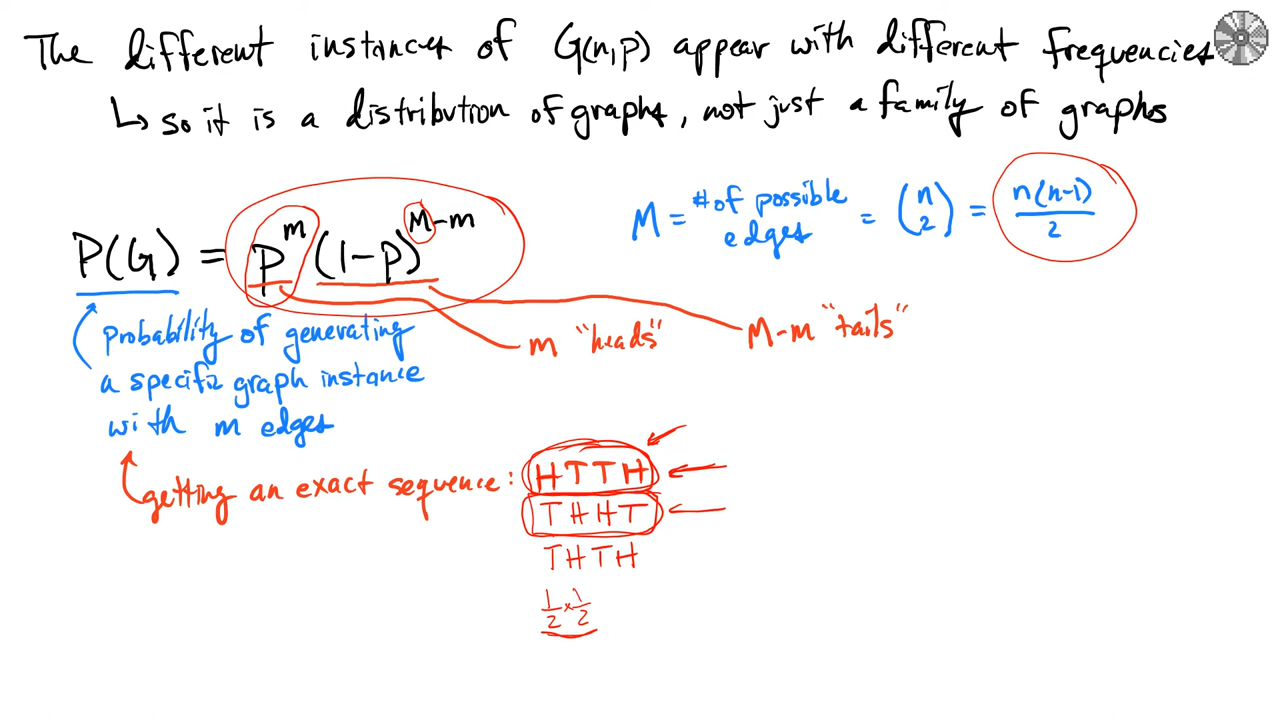 The different instances of G(n,p) appear with different frequencies
↳ so it is a distribution of graphs, not just a family of graphs
P(G) = p^m (1-p)^{M-m}
M = # of possible edges = (n 2) = n(n-1)/2
probability of generating
a specific graph instance
with m edges
m "heads"
M-m "tails"
getting an exact sequence: HTTH
THHT
THTH
1/2 × 1/2